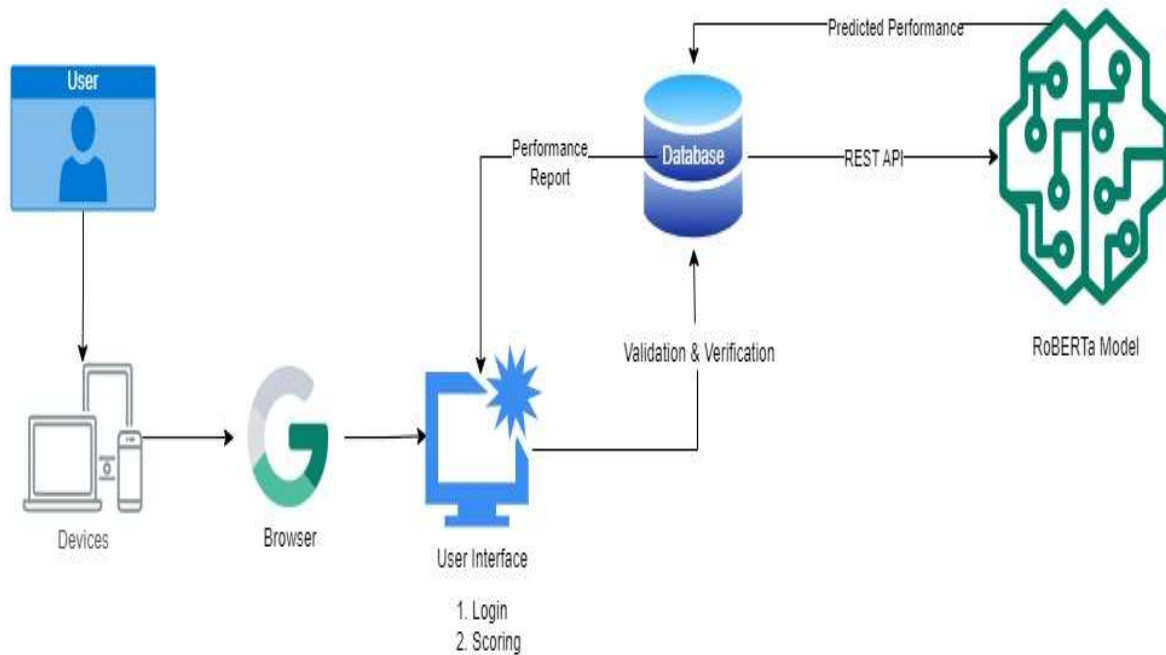 Predicted Performance
User
Performance
Report
Database
REST API
Validation & Verification
RoBERTa Model
Devices
Browser
User Interface
1. Login
2. Scoring